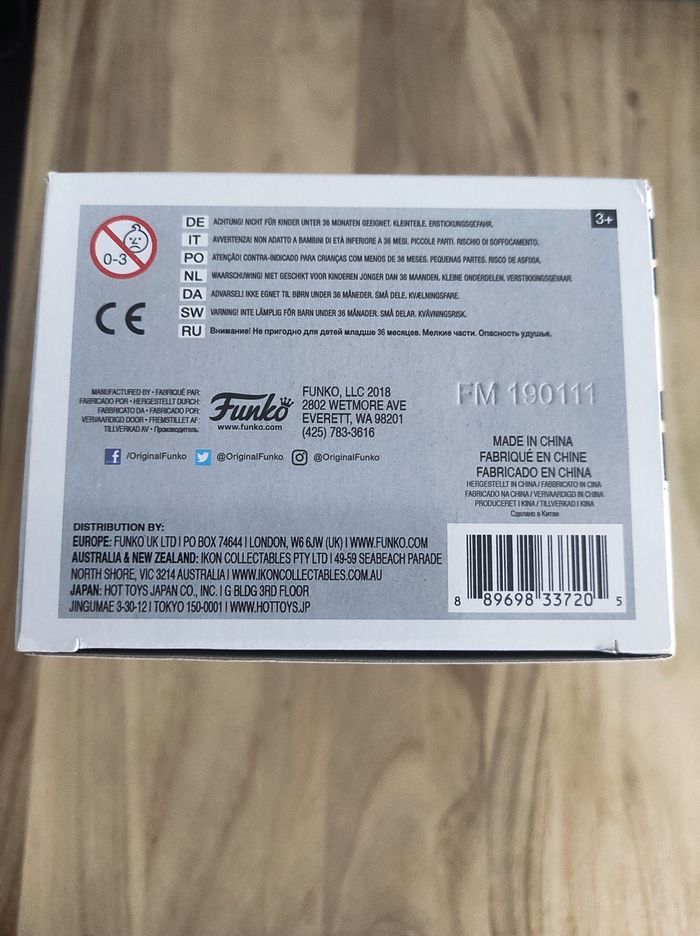 0-3
3+
DE ACHTUNG! NICHT FÜR KINDER UNTER 36 MONATEN GEEIGNET. KLEINTEILE. ERSTICKUNGSGEFAHR.
IT AVVERTENZA! NON ADATTO A BAMBINI DI ETÀ INFERIORE A 36 MESI. PICCOLE PARTI. RISCHIO DI SOFFOCAMENTO.
PO ATENÇÃO! CONTRA-INDICADO PARA CRIANÇAS COM MENOS DE 36 MESES. PEQUENAS PARTES. RISCO DE ASFIXIA.
NL WAARSCHUWING! NIET GESCHIKT VOOR KINDEREN JONGER DAN 36 MAANDEN. KLEINE ONDERDELEN. VERSTIKKINGSGEVAAR.
DA ADVARSEL! IKKE EGNET TIL BØRN UNDER 36 MÅNEDER. SMÅ DELE. KVÆLNINGSFARE.
SW VARNING! INTE LÄMPLIG FÖR BARN UNDER 36 MÅNADER. SMÅ DELAR. KVÄVNINGSRISK.
RU Внимание! Не пригодно для детей младше 36 месяцев. Мелкие части. Опасность удушья.
CE
MANUFACTURED BY • FABRIQUÉ PAR:
FABRICADO POR • HERGESTELLT DURCH:
FABBRICATO DA • FABRICADO POR:
VERVAARDIGD DOOR • FREMSTILLET AF:
TILLVERKAD AV • Производитель:
Funko
www.funko.com
FUNKO, LLC 2018
2802 WETMORE AVE
EVERETT, WA 98201
(425) 783-3616
f /OriginalFunko @OriginalFunko @OriginalFunko
FM 190111
MADE IN CHINA
FABRIQUÉ EN CHINE
FABRICADO EN CHINA
HERGESTELLT IN CHINA / FABBRICATO IN CINA
FABRICADO NA CHINA / VERVAARDIGD IN CHINA
PRODUCERET I KINA / TILLVERKAD I KINA
Сделано в Китае
DISTRIBUTION BY:
EUROPE: FUNKO UK LTD | PO BOX 74644 | LONDON, W6 6JW (UK) | WWW.FUNKO.COM
AUSTRALIA & NEW ZEALAND: IKON COLLECTABLES PTY LTD | 49-59 SEABEACH PARADE
NORTH SHORE, VIC 3214 AUSTRALIA | WWW.IKONCOLLECTABLES.COM.AU
JAPAN: HOT TOYS JAPAN CO., INC. | G BLDG 3RD FLOOR
JINGUMAE 3-30-12 | TOKYO 150-0001 | WWW.HOTTOYS.JP
8 89698 33720 5